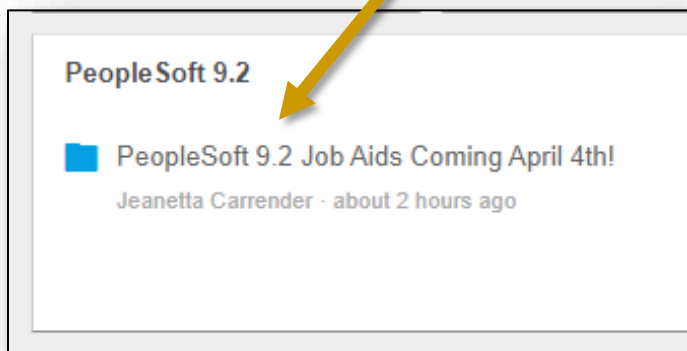 PeopleSoft 9.2
PeopleSoft 9.2 Job Aids Coming April 4th!
Jeanetta Carrender · about 2 hours ago